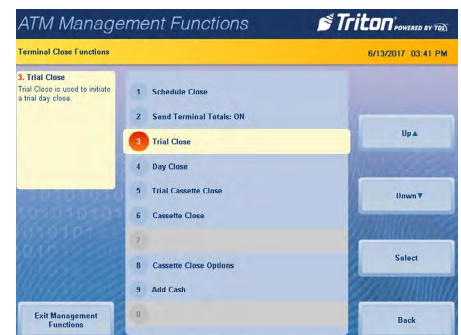 ATM Management Functions
Triton POWERED BY TDN
Terminal Close Functions
6/13/2017 03:41 PM
3. Trial Close
Trial Close is used to initiate
a trial day close.
1 Schedule Close
2 Send Terminal Totals: ON
3 Trial Close
4 Day Close
5 Trial Cassette Close
6 Cassette Close
7
8 Cassette Close Options
9 Add Cash
0
Up▲
Down▼
Select
Back
Exit Management
Functions